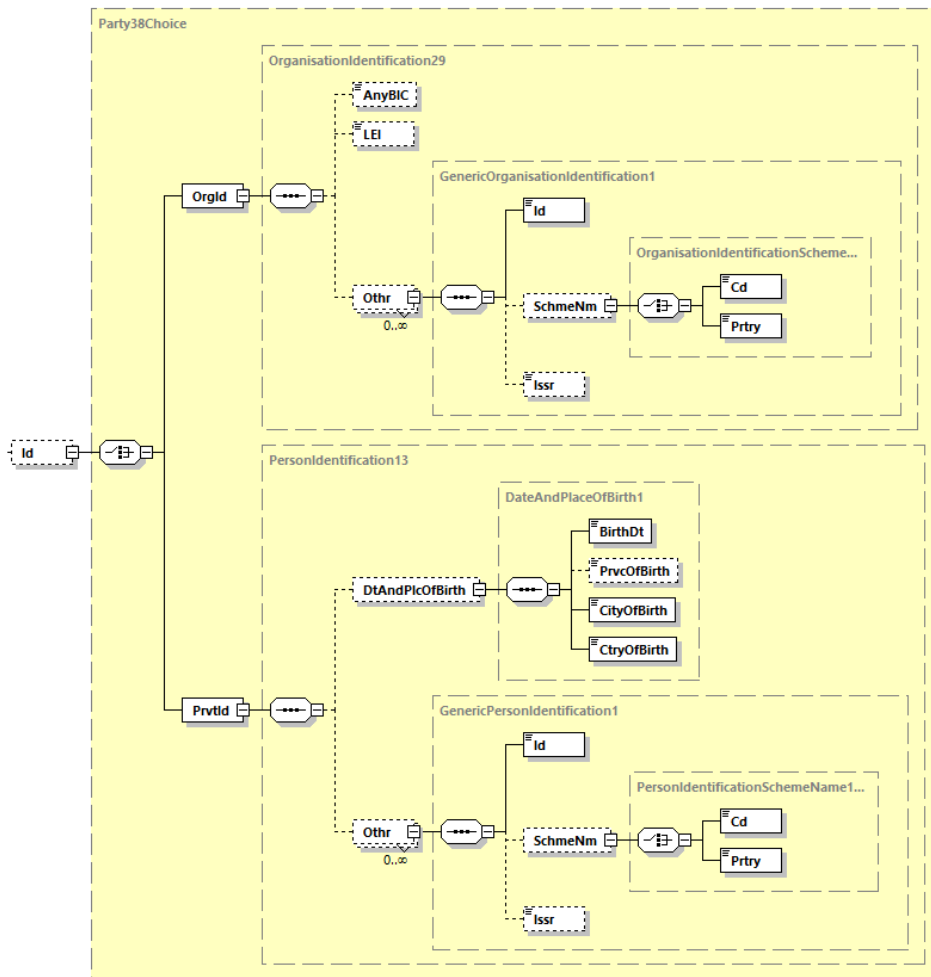 Party38Choice
OrganisationIdentification29
AnyBIC
LEI
GenericOrganisationIdentification1
OrgId
Id
OrganisationIdentificationScheme...
Cd
Othr
SchmeNm
Prtry
0..∞
Issr
Id
PersonIdentification13
DateAndPlaceOfBirth1
BirthDt
PrvcOfBirth
DtAndPlcOfBirth
CityOfBirth
CtryOfBirth
PrvtId
GenericPersonIdentification1
Id
PersonIdentificationSchemeName1...
Cd
Othr
SchmeNm
Prtry
0..∞
Issr